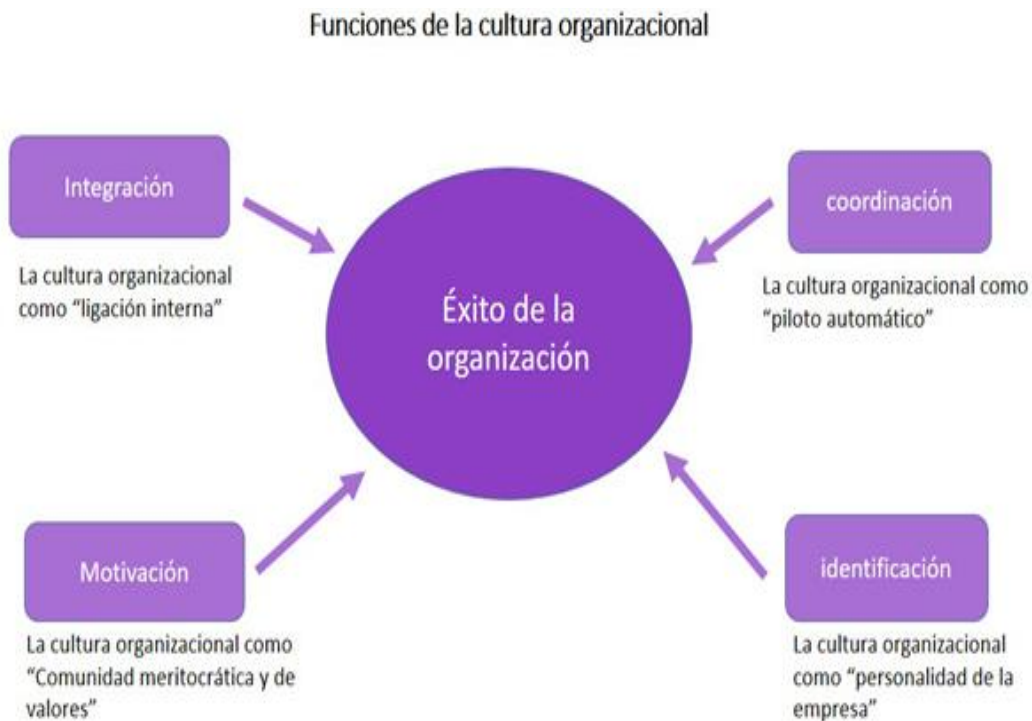 Funciones de la cultura organizacional
Integración
La cultura organizacional
como “ligación interna”
coordinación
La cultura organizacional como
“piloto automático”
Éxito de la
organización
Motivación
La cultura organizacional como
“Comunidad meritocrática y de
valores”
identificación
La cultura organizacional
como “personalidad de la
empresa”